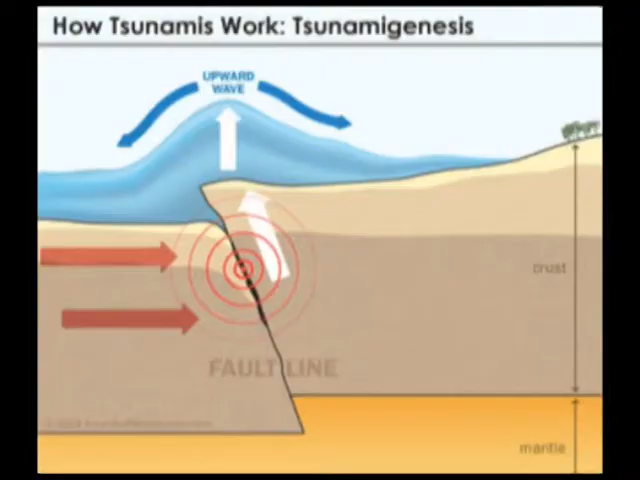 How Tsunamis Work: Tsunamigenesis
UPWARD
WAVE
crust
FAULT LINE
mantle